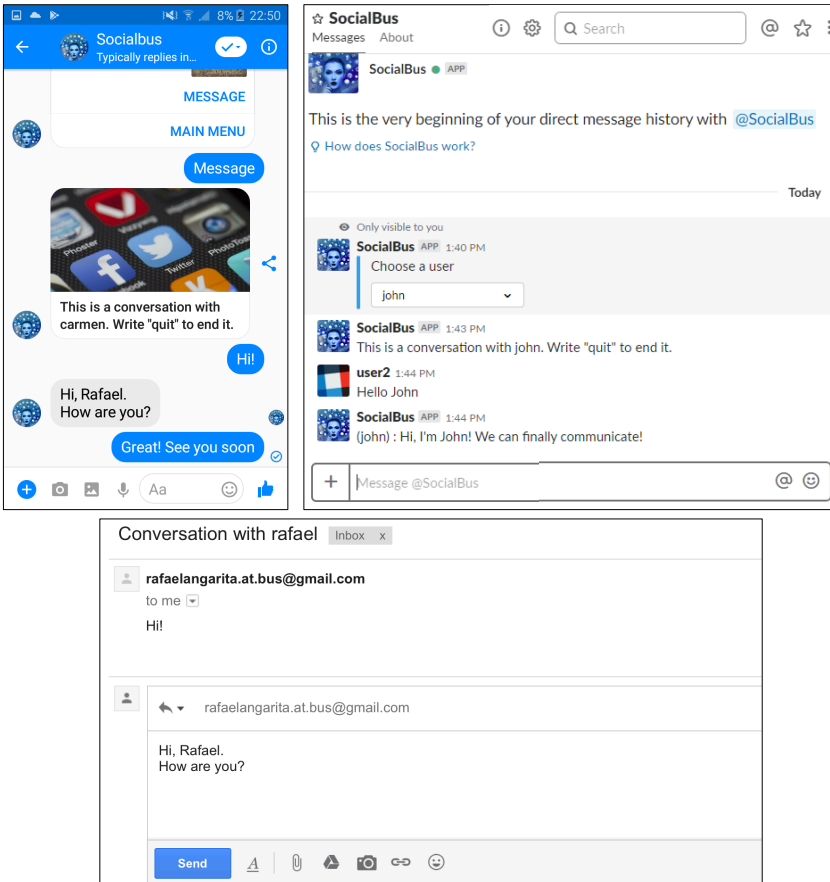 8% 22:50
Socialbus
Typically replies in...
MESSAGE
MAIN MENU
Message
Phoster
Vizzywig
PhotoToas
Facebook
Twitter
This is a conversation with
carmen. Write "quit" to end it.
Hi!
Hi, Rafael.
How are you?
Great! See you soon
Aa
SocialBus
Messages About
Search
SocialBus APP
This is the very beginning of your direct message history with @SocialBus
How does SocialBus work?
Today
Only visible to you
SocialBus APP 1:40 PM
Choose a user
john
SocialBus APP 1:43 PM
This is a conversation with john. Write "quit" to end it.
user2 1:44 PM
Hello John
SocialBus APP 1:44 PM
(john) : Hi, I'm John! We can finally communicate!
Message @SocialBus
Conversation with rafael Inbox x
rafaelangarita.at.bus@gmail.com
to me
Hi!
rafaelangarita.at.bus@gmail.com
Hi, Rafael.
How are you?
Send A